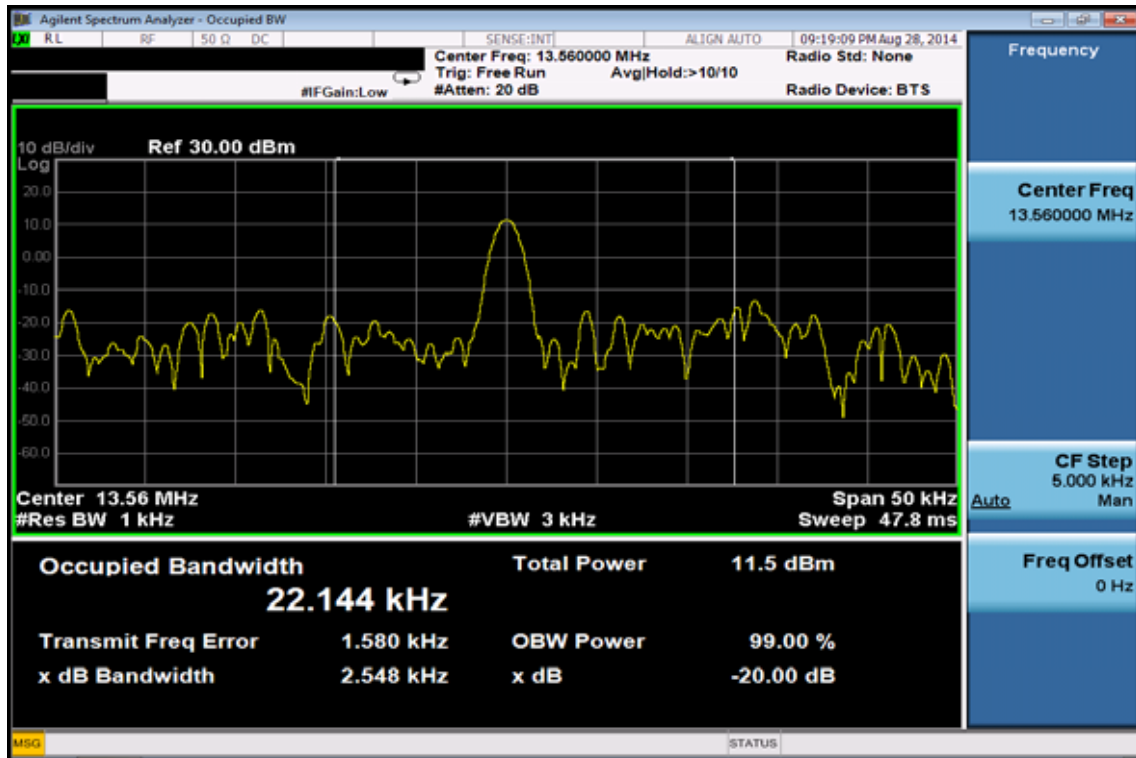 Agilent Spectrum Analyzer - Occupied BW
LXI RL RF 50 Ω DC SENSE:INT ALIGN AUTO 09:19:09 PM Aug 28, 2014
Center Freq: 13.560000 MHz Radio Std: None
Trig: Free Run Avg|Hold:>10/10
#IFGain:Low #Atten: 20 dB Radio Device: BTS
10 dB/div Ref 30.00 dBm
Log
20.0
10.0
0.00
-10.0
-20.0
-30.0
-40.0
-50.0
-60.0
Center 13.56 MHz Span 50 kHz
#Res BW 1 kHz #VBW 3 kHz Sweep 47.8 ms
Occupied Bandwidth Total Power 11.5 dBm
22.144 kHz
Transmit Freq Error 1.580 kHz OBW Power 99.00 %
x dB Bandwidth 2.548 kHz x dB -20.00 dB
MSG STATUS
Frequency
Center Freq
13.560000 MHz
CF Step
5.000 kHz
Auto Man
Freq Offset
0 Hz